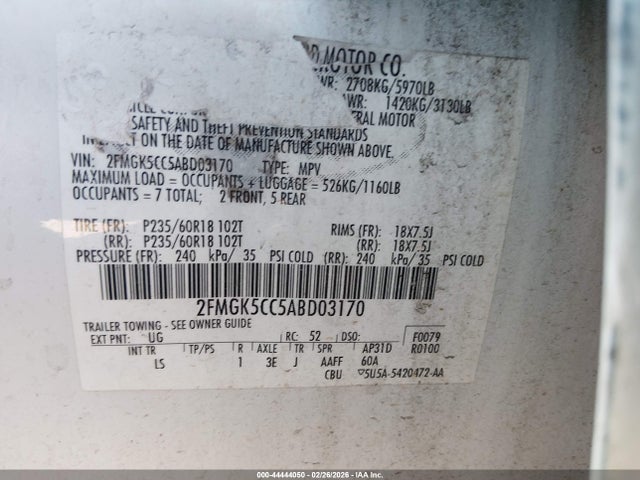 MOTOR CO.
2708KG/5970LB
1420KG/3130LB
MOTOR
SAFETY AND THEFT PREVENTION STANDARDS
ON THE DATE OF MANUFACTURE SHOWN ABOVE.
VIN: 2FMGK5CC5ABD03170 TYPE: MPV
MAXIMUM LOAD = OCCUPANTS + LUGGAGE = 526KG/1160LB
OCCUPANTS = 7 TOTAL; 2 FRONT, 5 REAR
TIRE (FR): P235/60R18 102T RIMS (FR): 18X7.5J
(RR): P235/60R18 102T (RR): 18X7.5J
PRESSURE (FR): 240 kPa/ 35 PSI COLD (RR): 240 kPa/ 35 PSI COLD
2FMGK5CC5ABD03170
TRAILER TOWING - SEE OWNER GUIDE
EXT PNT: UG RC: 52 DSO: F0079
INT TR TP/PS R AXLE TR SPR AP31D R0100
LS 1 3E J AAFF 60A
CBU 5U5A-5420472-AA
000-44444050 - 02/26/2026 - IAA Inc.